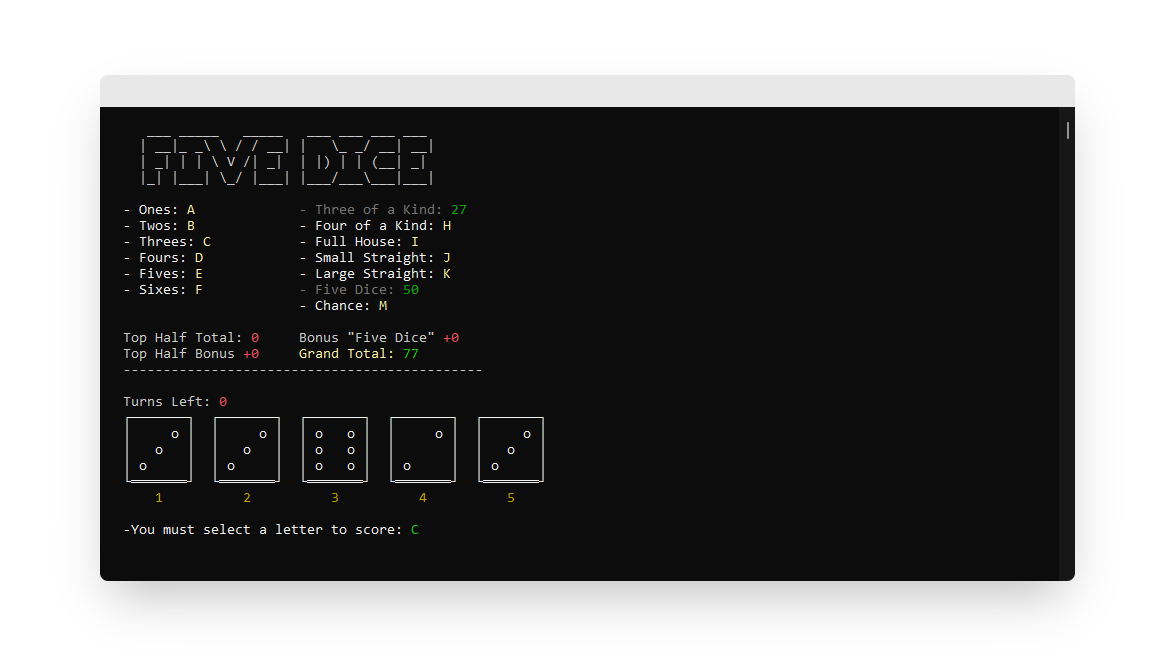 FIVE DICE
- Ones: A - Three of a Kind: 27
- Twos: B - Four of a Kind: H
- Threes: C - Full House: I
- Fours: D - Small Straight: J
- Fives: E - Large Straight: K
- Sixes: F - Five Dice: 50
- Chance: M
Top Half Total: 0 Bonus "Five Dice" +0
Top Half Bonus +0 Grand Total: 77
---------------------------------------------
Turns Left: 0
1 2 3 4 5
-You must select a letter to score: C